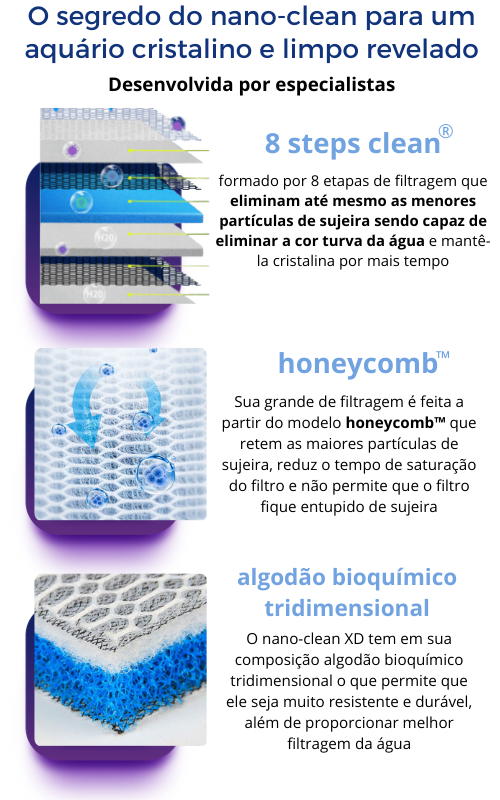 O segredo do nano-clean para um
aquário cristalino e limpo revelado
Desenvolvida por especialistas
8 steps clean®
formado por 8 etapas de filtragem que
eliminam até mesmo as menores
partículas de sujeira sendo capaz de
eliminar a cor turva da água e mantê-
la cristalina por mais tempo
H20
H20
honeycomb™
Sua grande de filtragem é feita a
partir do modelo honeycomb™ que
retem as maiores partículas de
sujeira, reduz o tempo de saturação
do filtro e não permite que o filtro
fique entupido de sujeira
algodão bioquímico
tridimensional
O nano-clean XD tem em sua
composição algodão bioquímico
tridimensional o que permite que
ele seja muito resistente e durável,
além de proporcionar melhor
filtragem da água